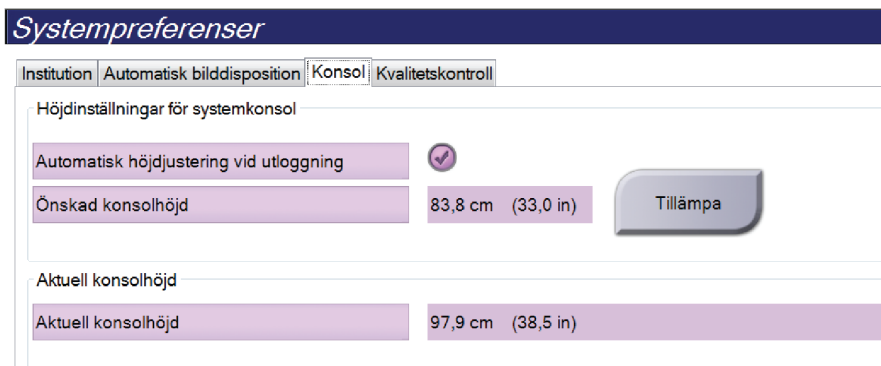 Systempreferenser
Institution Automatisk bilddisposition Konsol Kvalitetskontroll
Höjdinställningar för systemkonsol
Automatisk höjdjustering vid utloggning
Önskad konsolhöjd 83,8 cm (33,0 in) Tillämpa
Aktuell konsolhöjd
Aktuell konsolhöjd 97,9 cm (38,5 in)